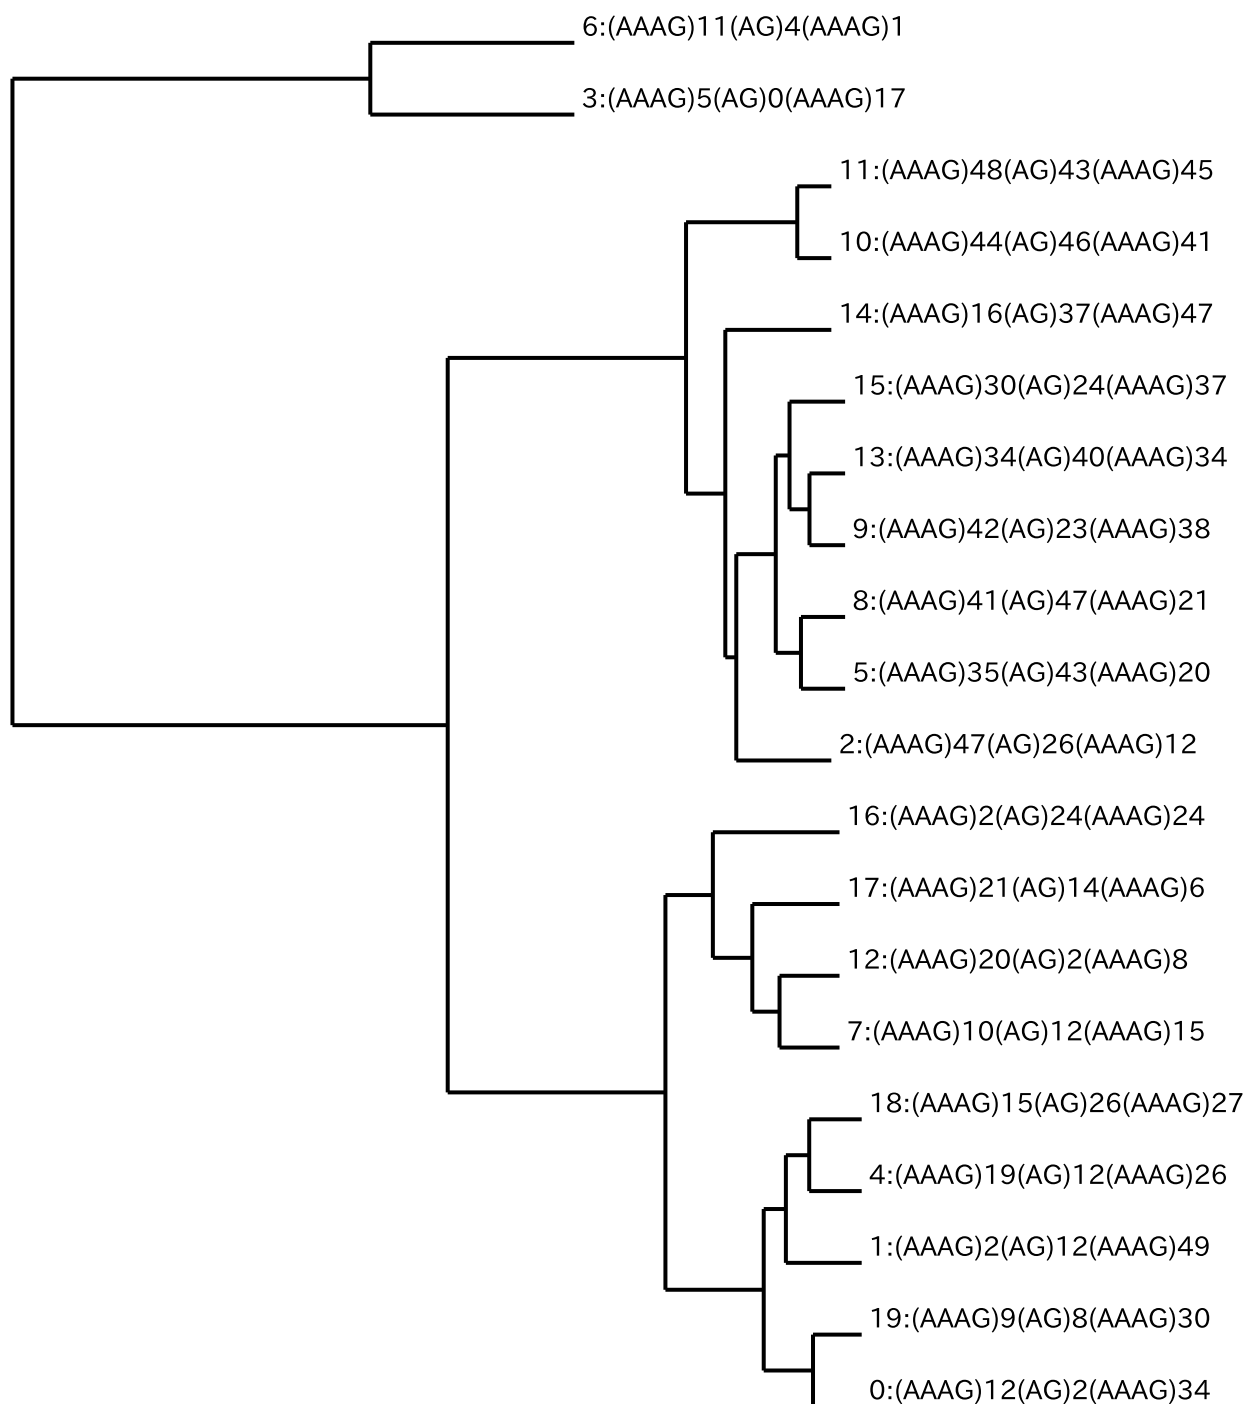 6:(AAAG)11(AG)4(AAAG)1
3:(AAAG)5(AG)0(AAAG)17
11:(AAAG)48(AG)43(AAAG)45
10:(AAAG)44(AG)46(AAAG)41
14:(AAAG)16(AG)37(AAAG)47
15:(AAAG)30(AG)24(AAAG)37
13:(AAAG)34(AG)40(AAAG)34
9:(AAAG)42(AG)23(AAAG)38
8:(AAAG)41(AG)47(AAAG)21
5:(AAAG)35(AG)43(AAAG)20
2:(AAAG)47(AG)26(AAAG)12
16:(AAAG)2(AG)24(AAAG)24
17:(AAAG)21(AG)14(AAAG)6
12:(AAAG)20(AG)2(AAAG)8
7:(AAAG)10(AG)12(AAAG)15
18:(AAAG)15(AG)26(AAAG)27
4:(AAAG)19(AG)12(AAAG)26
1:(AAAG)2(AG)12(AAAG)49
19:(AAAG)9(AG)8(AAAG)30
0:(AAAG)12(AG)2(AAAG)34